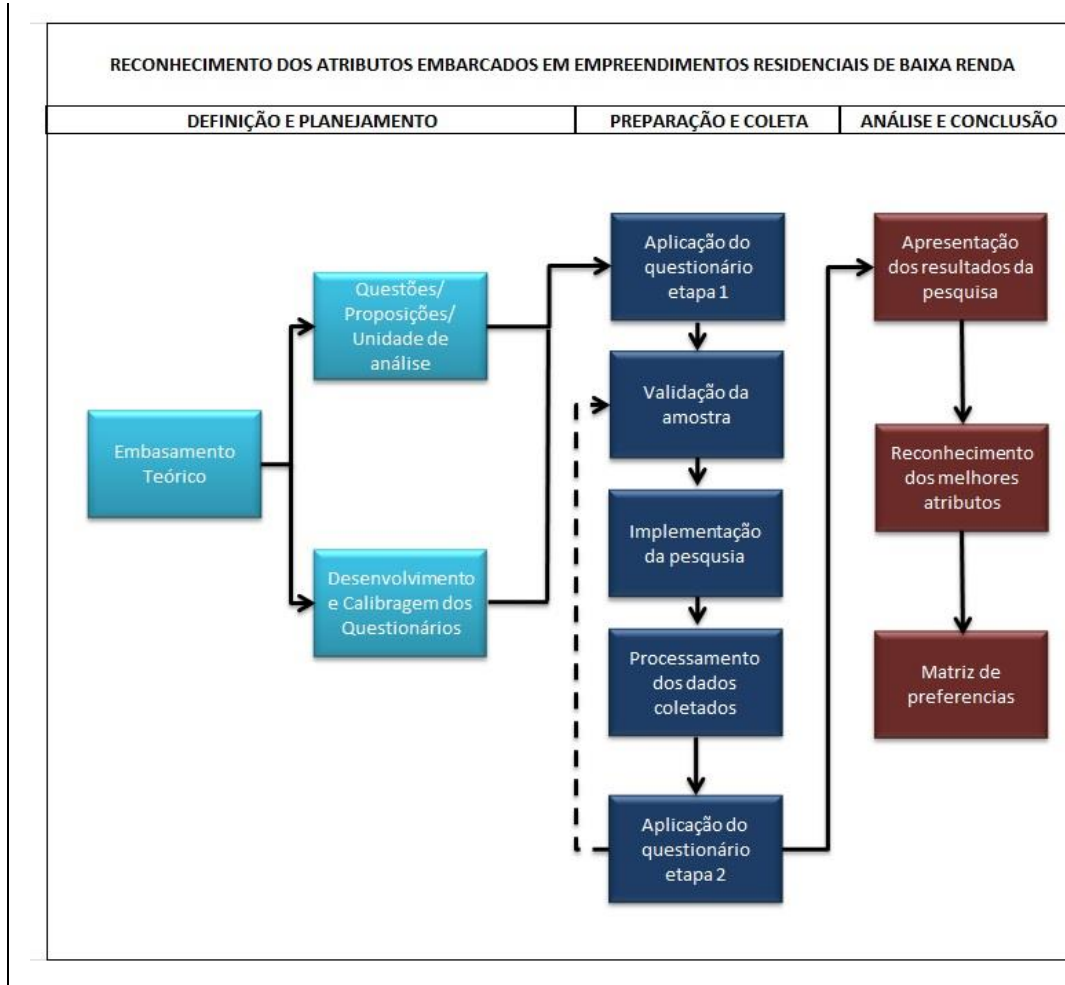 RECONHECIMENTO DOS ATRIBUTOS EMBARCADOS EM EMPREENDIMENTOS RESIDENCIAIS DE BAIXA RENDA
DEFINIÇÃO E PLANEJAMENTO
PREPARAÇÃO E COLETA
ANÁLISE E CONCLUSÃO
Embasamento
Teórico
Questões/
Proposições/
Unidade de
análise
Desenvolvimento
e Calibragem dos
Questionários
Aplicação do
questionário
etapa 1
Validação da
amostra
Implementação
da pesqusia
Processamento
dos dados
coletados
Aplicação do
questionário
etapa 2
Apresentação
dos resultados da
pesquisa
Reconhecimento
dos melhores
atributos
Matriz de
preferencias